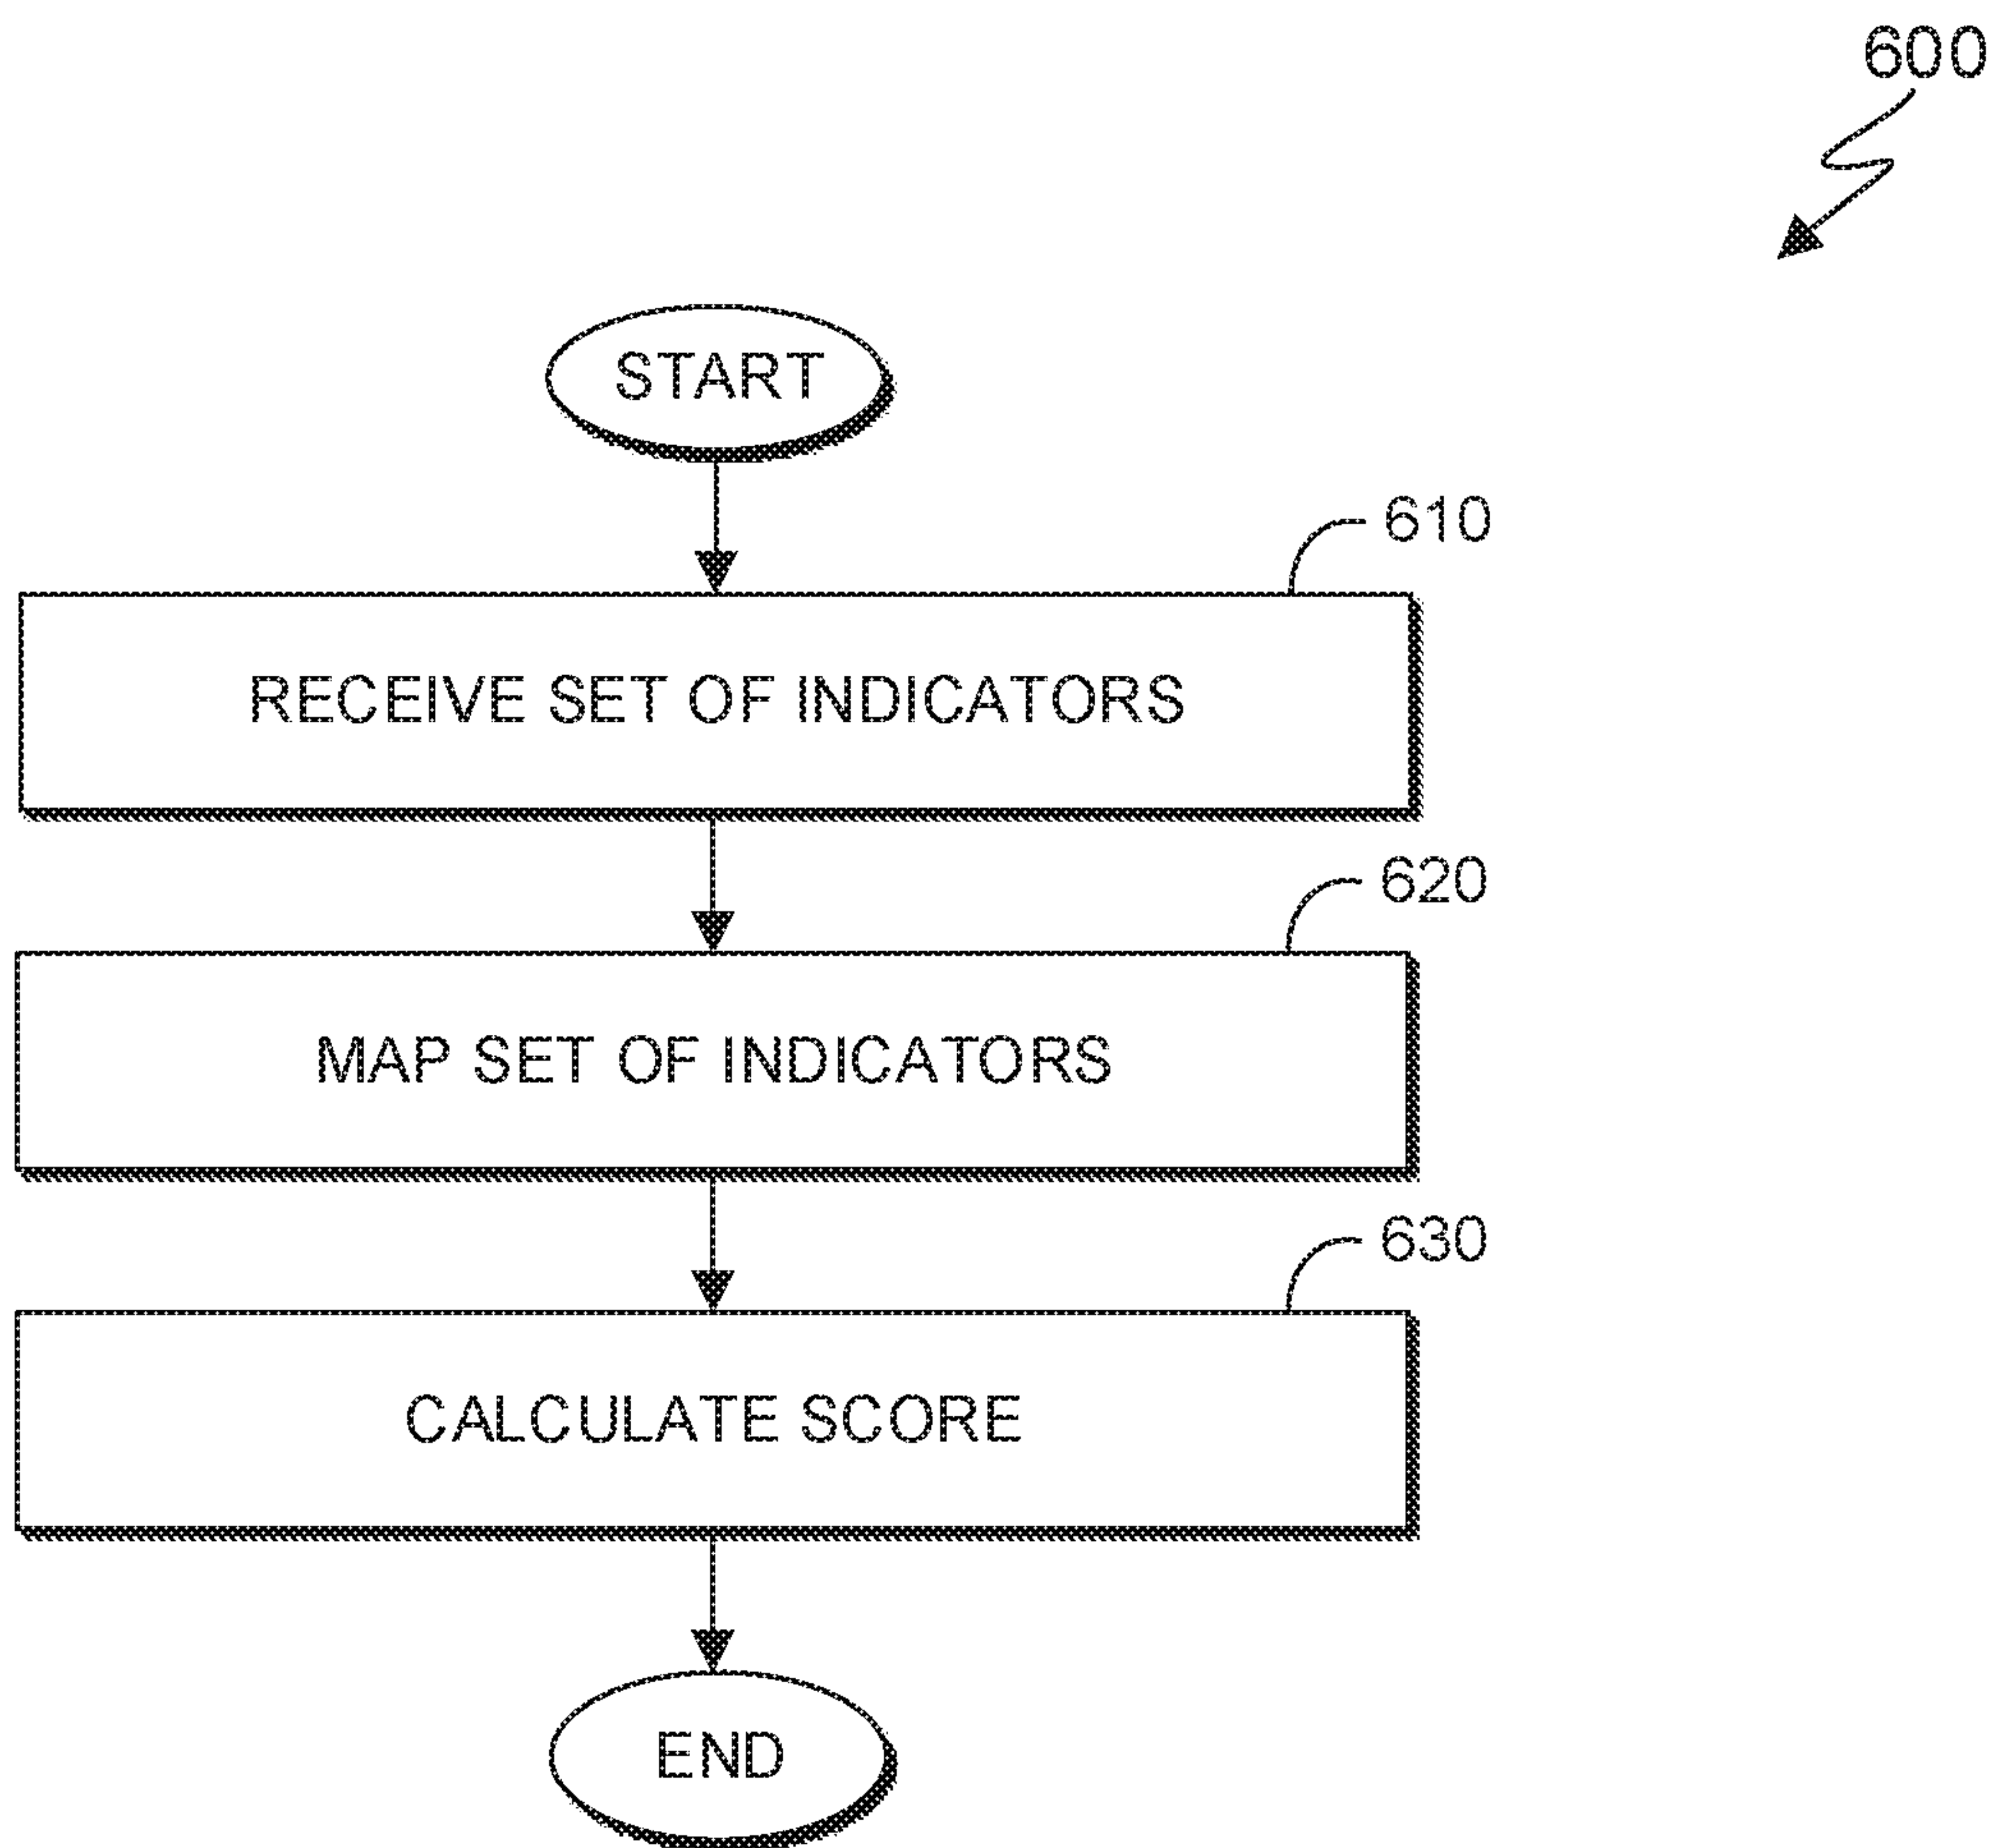 600
START
610
RECEIVE SET OF INDICATORS
620
MAP SET OF INDICATORS
630
CALCULATE SCORE
END